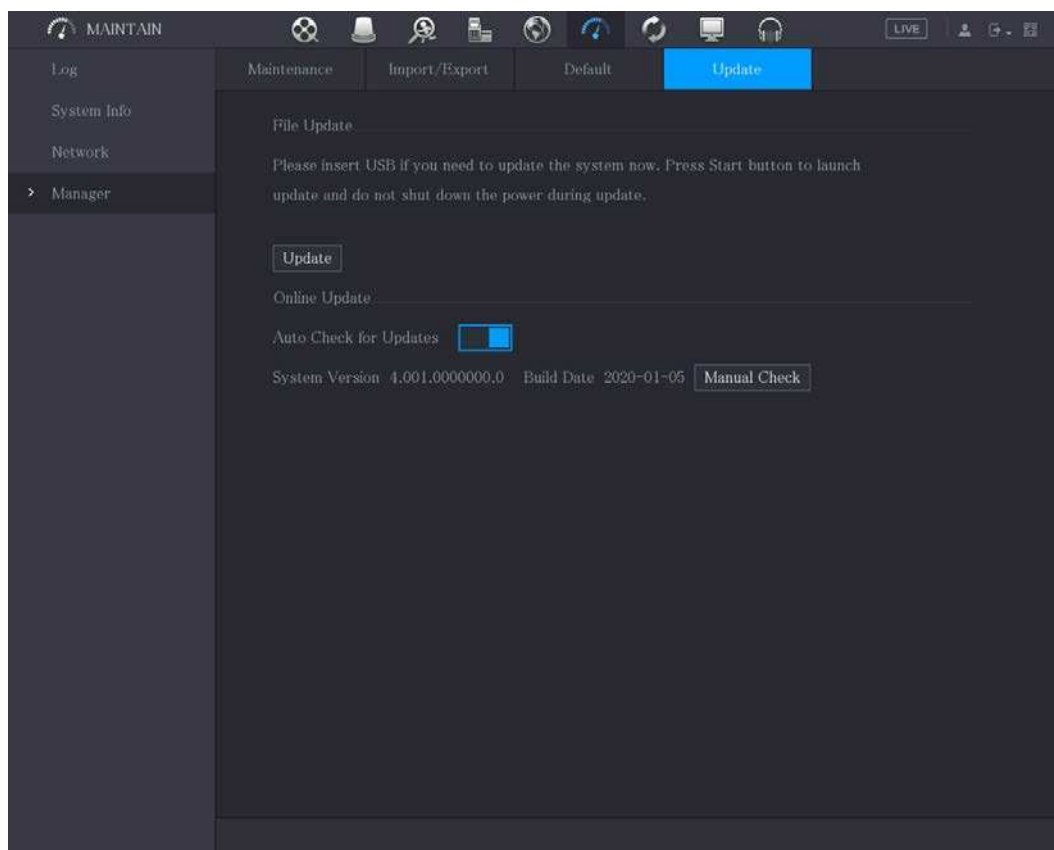 MAINTAIN
LIVE
Log
System Info
Network
Manager
Maintenance Import/Export Default Update
File Update
Please insert USB if you need to update the system now. Press Start button to launch
update and do not shut down the power during update.
Update
Online Update
Auto Check for Updates
System Version 4.001.0000000.0 Build Date 2020-01-05 Manual Check